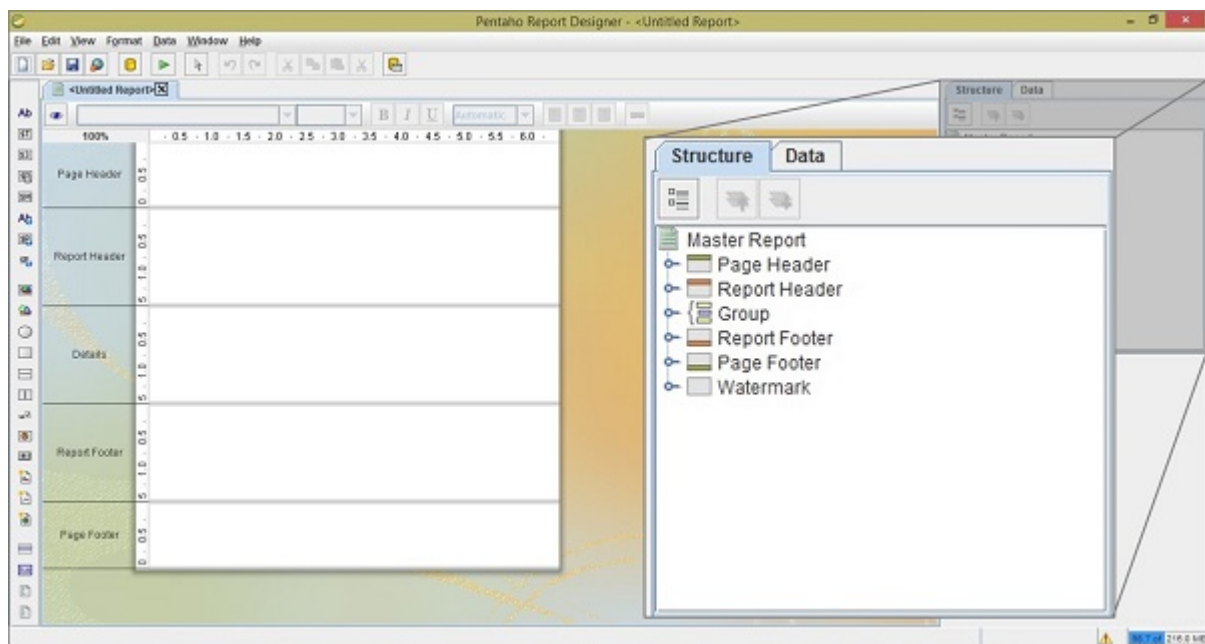 Pentaho Report Designer - <Untitled Report>
File Edit View Format Data Window Help
<Untitled Report>
Structure Data
Ab
B I U Automatic
100% 0.5 1.0 1.5 2.0 2.5 3.0 3.5 4.0 4.5 5.0 5.5 6.0
Page Header
Report Header
Details
Report Footer
Page Footer
Structure Data
Master Report
Page Header
Report Header
Group
Report Footer
Page Footer
Watermark